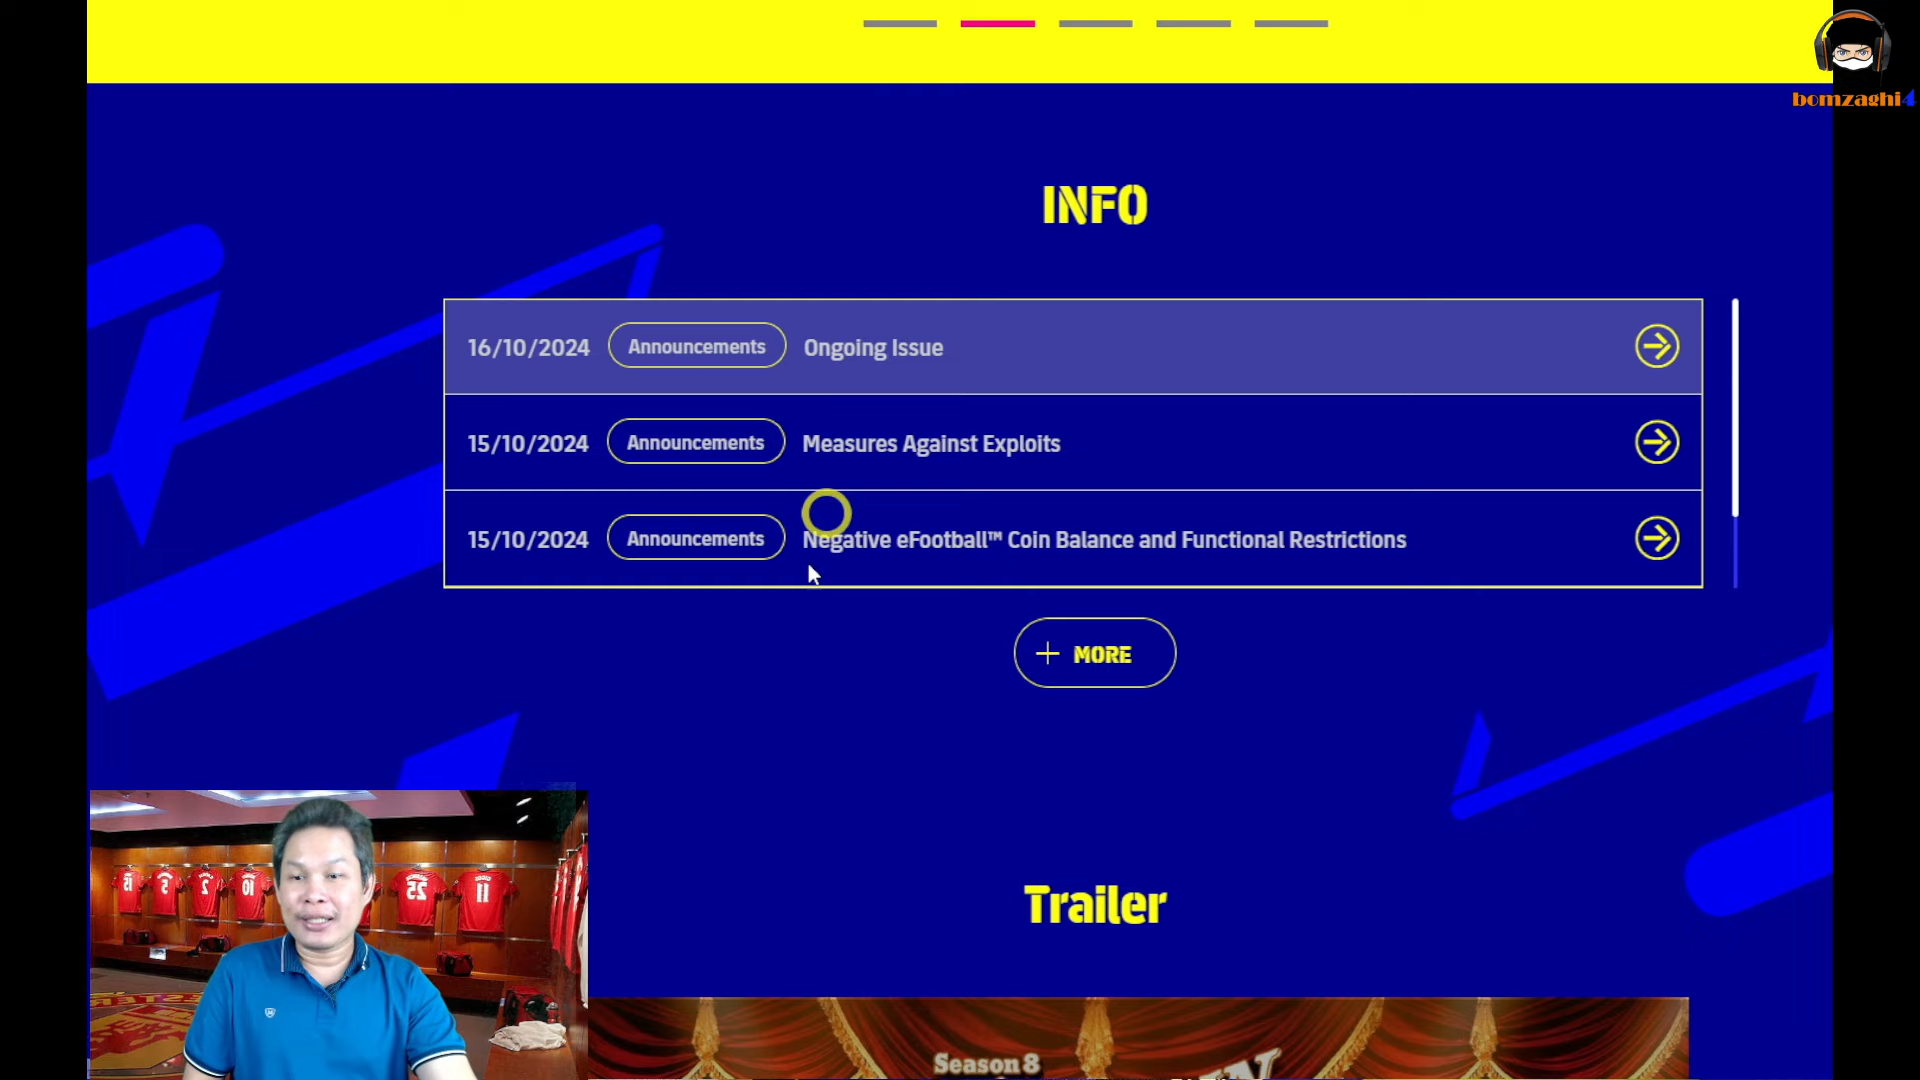 bomzaghi4
INFO
16/10/2024 Announcements Ongoing Issue
15/10/2024 Announcements Measures Against Exploits
15/10/2024 Announcements Negative eFootball™ Coin Balance and Functional Restrictions
+ MORE
Trailer
Season 8